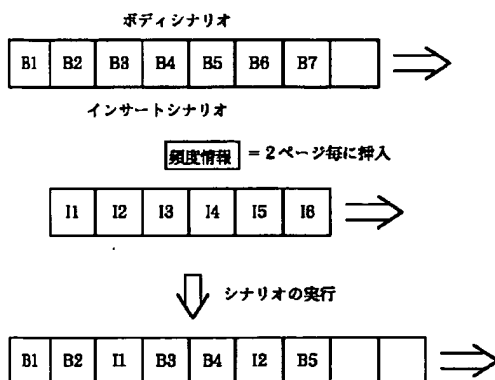 ボディシナリオ
B1 B2 B3 B4 B5 B6 B7
インサートシナリオ
頻度情報 = 2ページ毎に挿入
I1 I2 I3 I4 I5 I6
シナリオの実行
B1 B2 I1 B3 B4 I2 B5